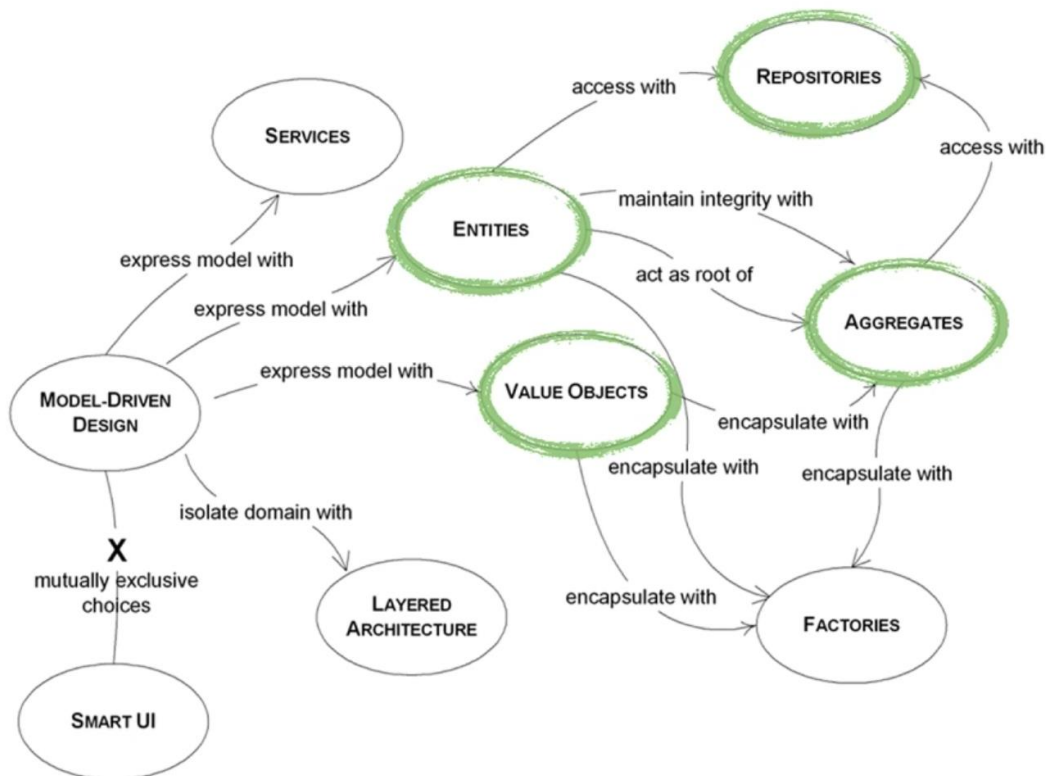 REPOSITORIES
access with
SERVICES
access with
maintain integrity with
ENTITIES
express model with
act as root of
express model with
AGGREGATES
express model with
VALUE OBJECTS
MODEL-DRIVEN
DESIGN
encapsulate with
encapsulate with
encapsulate with
isolate domain with
X
mutually exclusive
choices
encapsulate with
LAYERED
ARCHITECTURE
FACTORIES
SMART UI